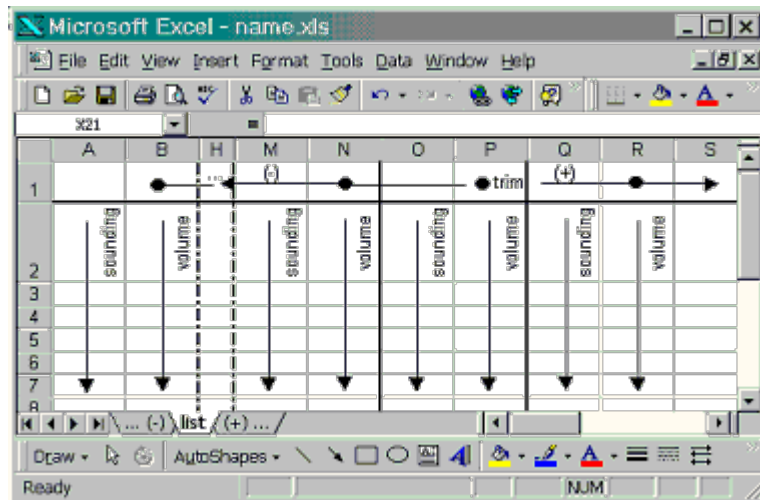 Microsoft Excel - name.xls
File Edit View Insert Format Tools Data Window Help
X21 =
A B H M N O P Q R S
1 ... (-) trim (+)
2 sounding volume sounding volume sounding volume sounding volume
3
4
5
6
7
8
... (-) list (+) ...
Draw AutoShapes A
Ready NUM